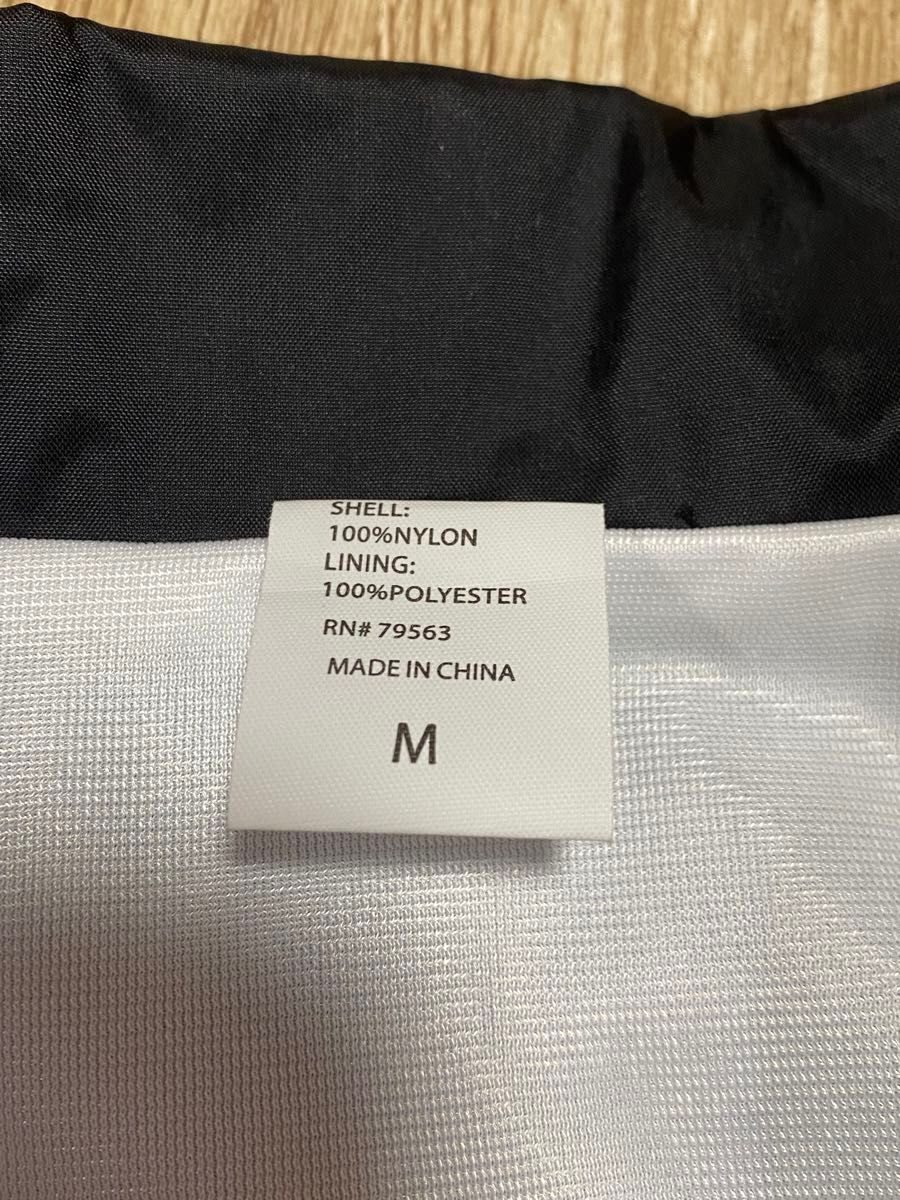 SHELL:
100%NYLON
LINING:
100%POLYESTER
RN# 79563
MADE IN CHINA
M